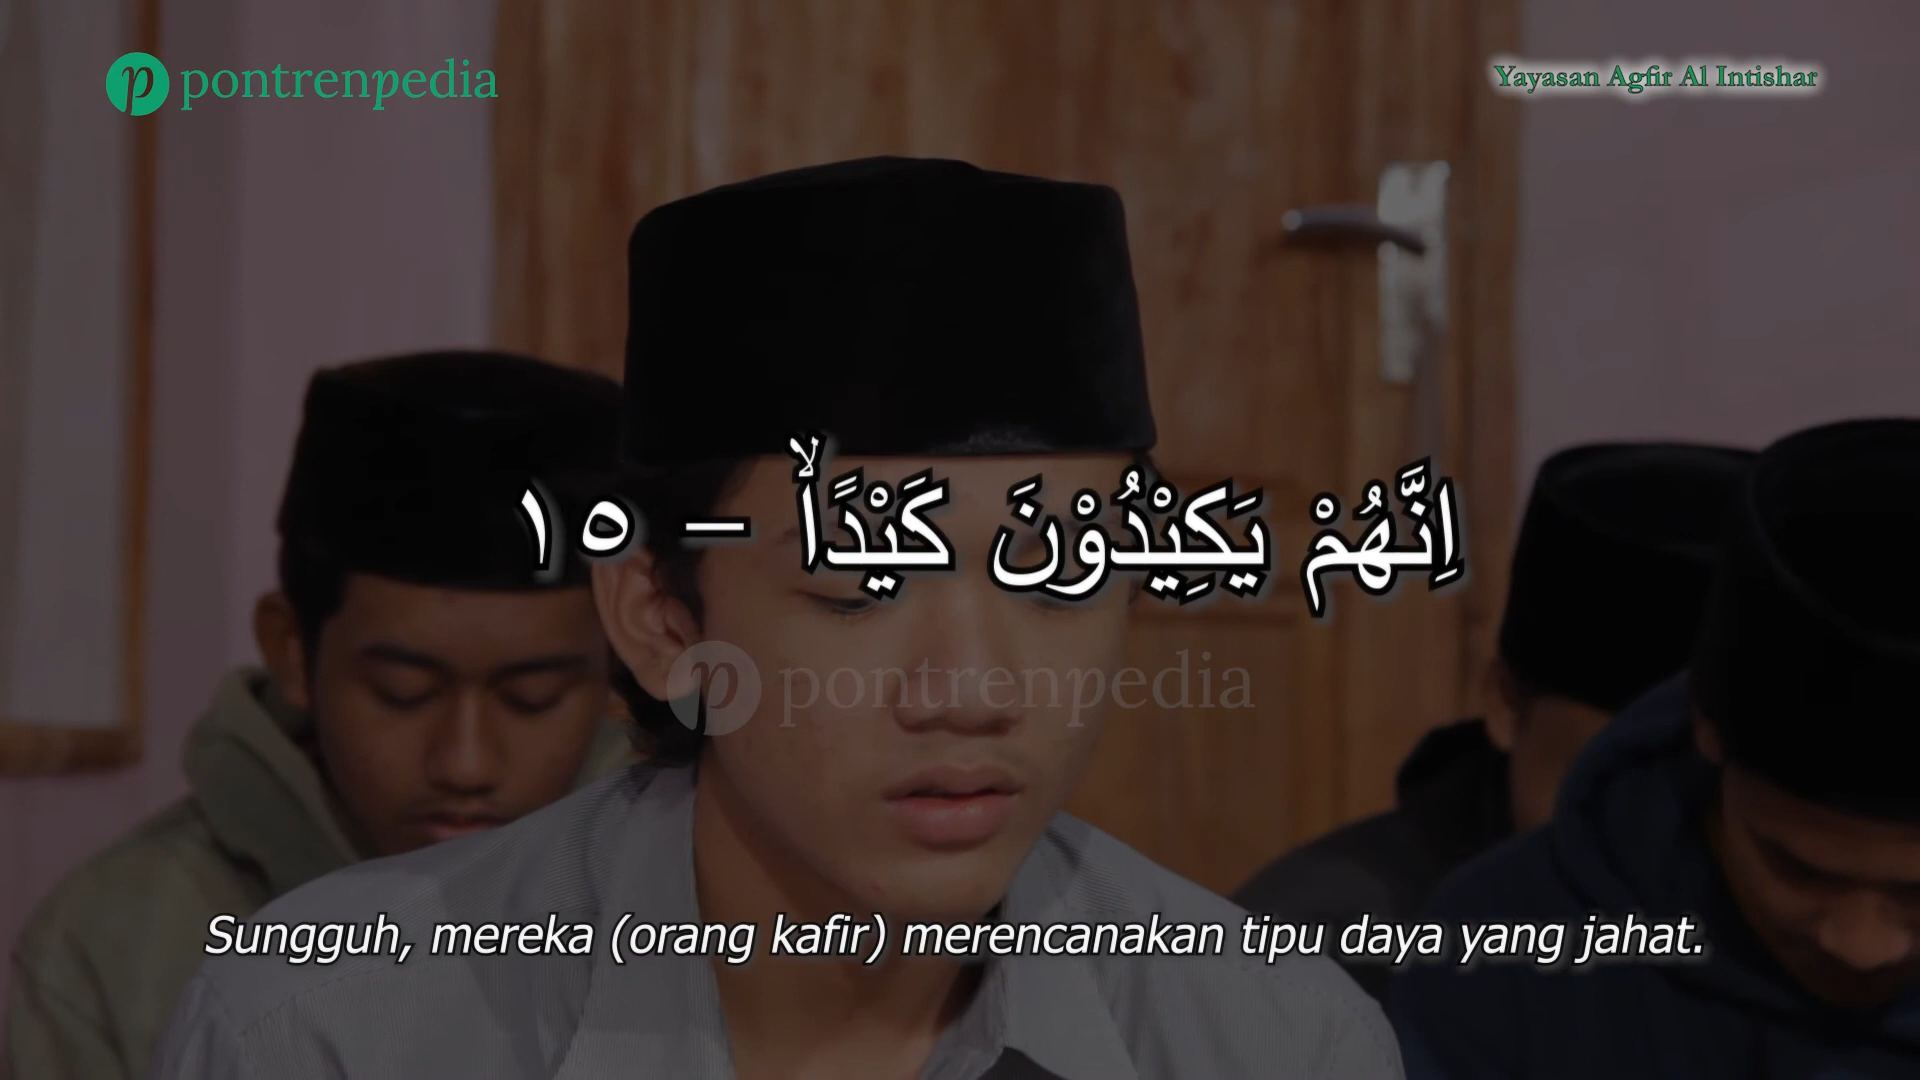 pontrenpedia
Yayasan Agfir Al Intishar
اِنَّهُمْ يَكِيْدُوْنَ كَيْدًاۙ – ١٥
pontrenpedia
Sungguh, mereka (orang kafir) merencanakan tipu daya yang jahat.